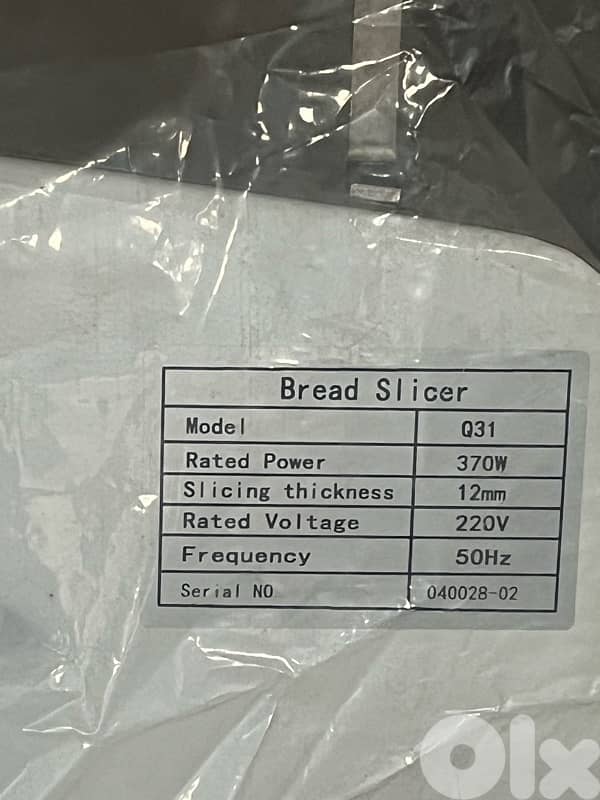 Bread Slicer
Model Q31
Rated Power 370W
Slicing thickness 12mm
Rated Voltage 220V
Frequency 50Hz
Serial NO 040028-02
Olx